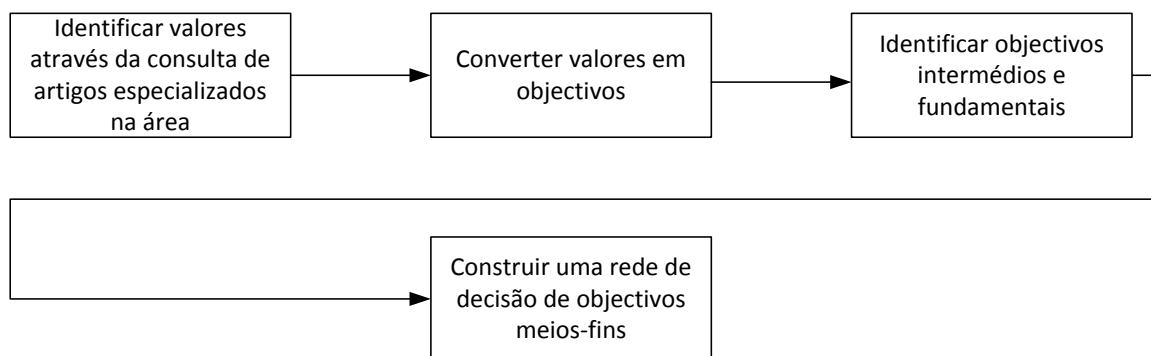 Identificar valores
através da consulta de
artigos especializados
na área
Converter valores em
objectivos
Identificar objectivos
intermédios e
fundamentais
Construir uma rede de
decisão de objectivos
meios-fins